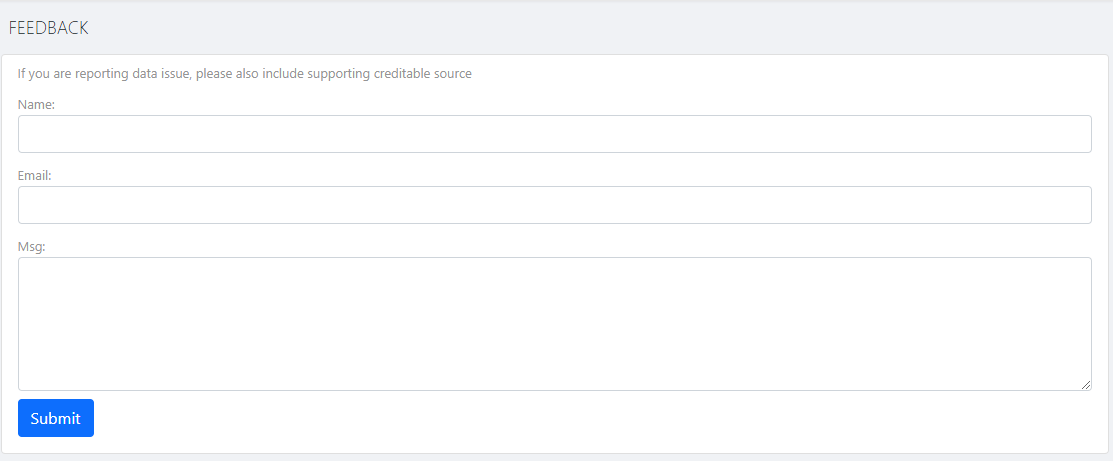 FEEDBACK
If you are reporting data issue, please also include supporting creditable source
Name:
Email:
Msg:
Submit